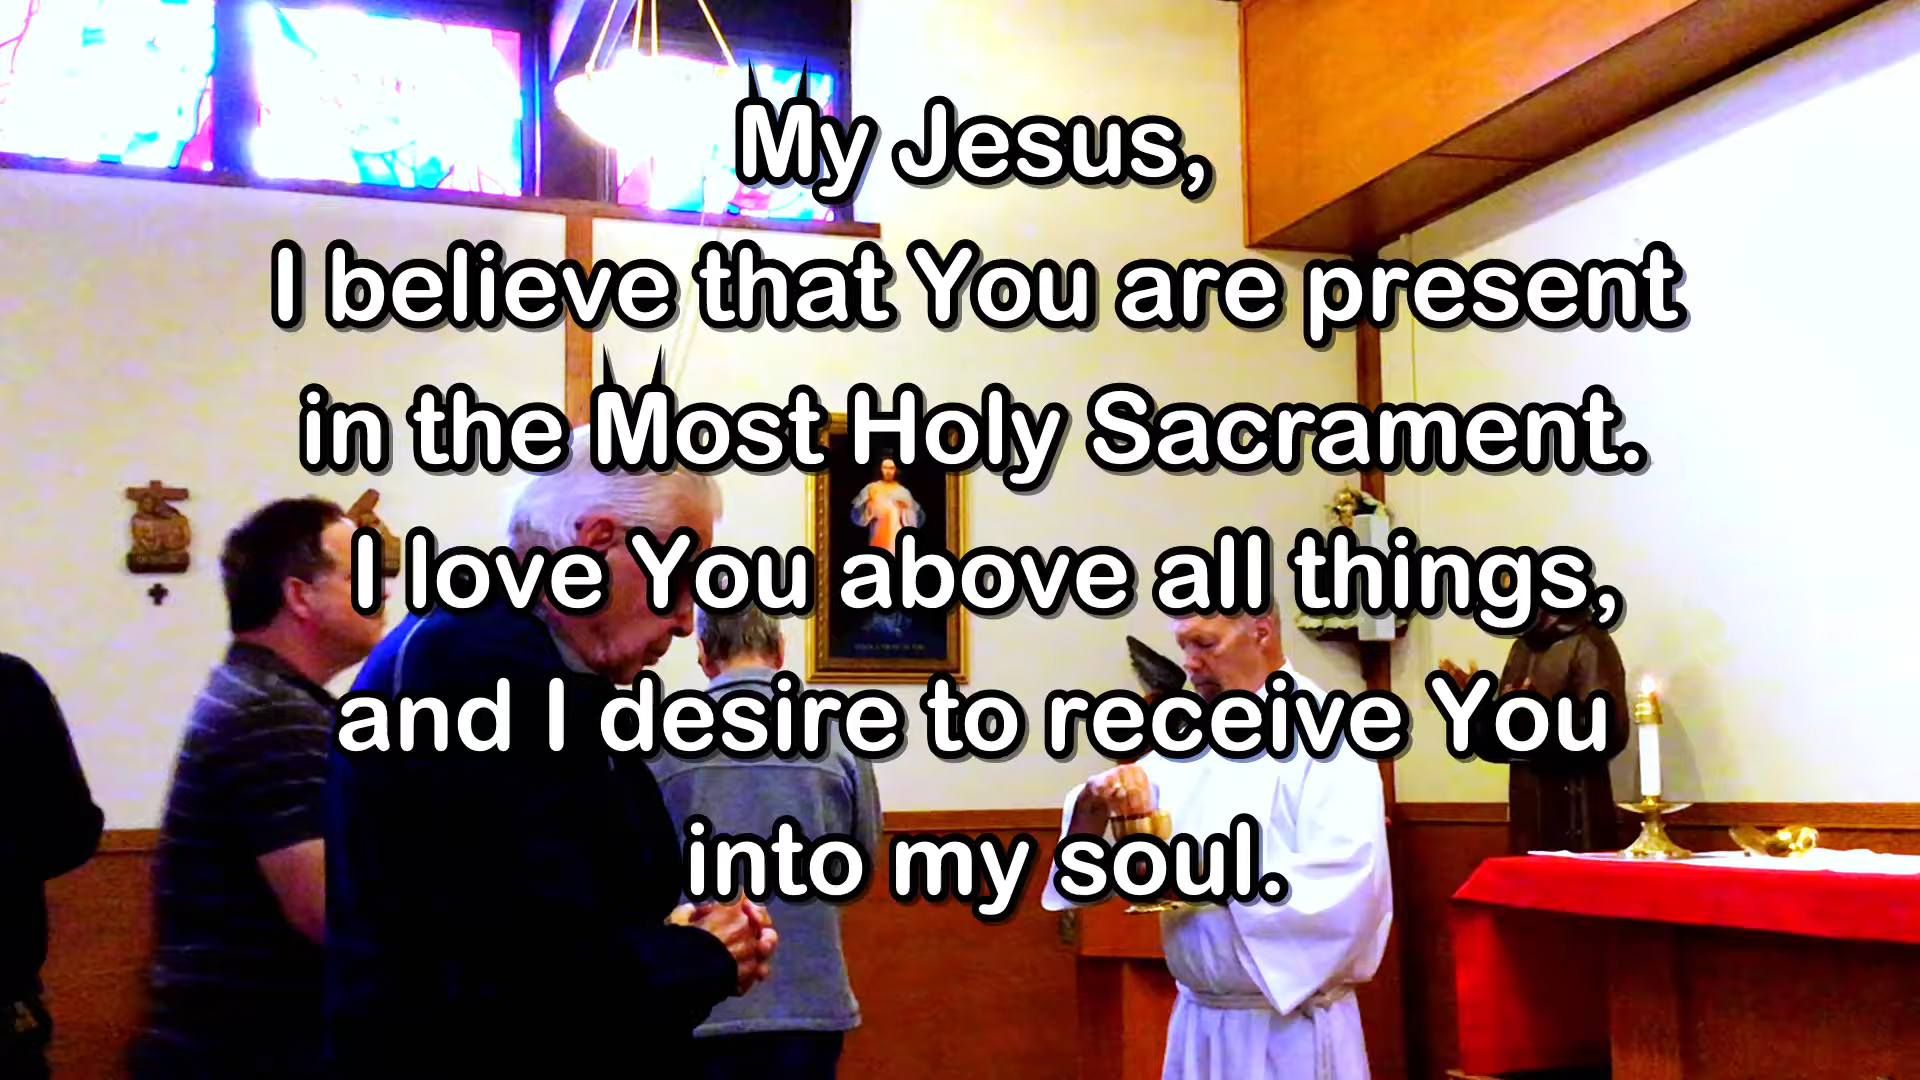 My Jesus,
I believe that You are present
in the Most Holy Sacrament.
I love You above all things,
and I desire to receive You
into my soul.